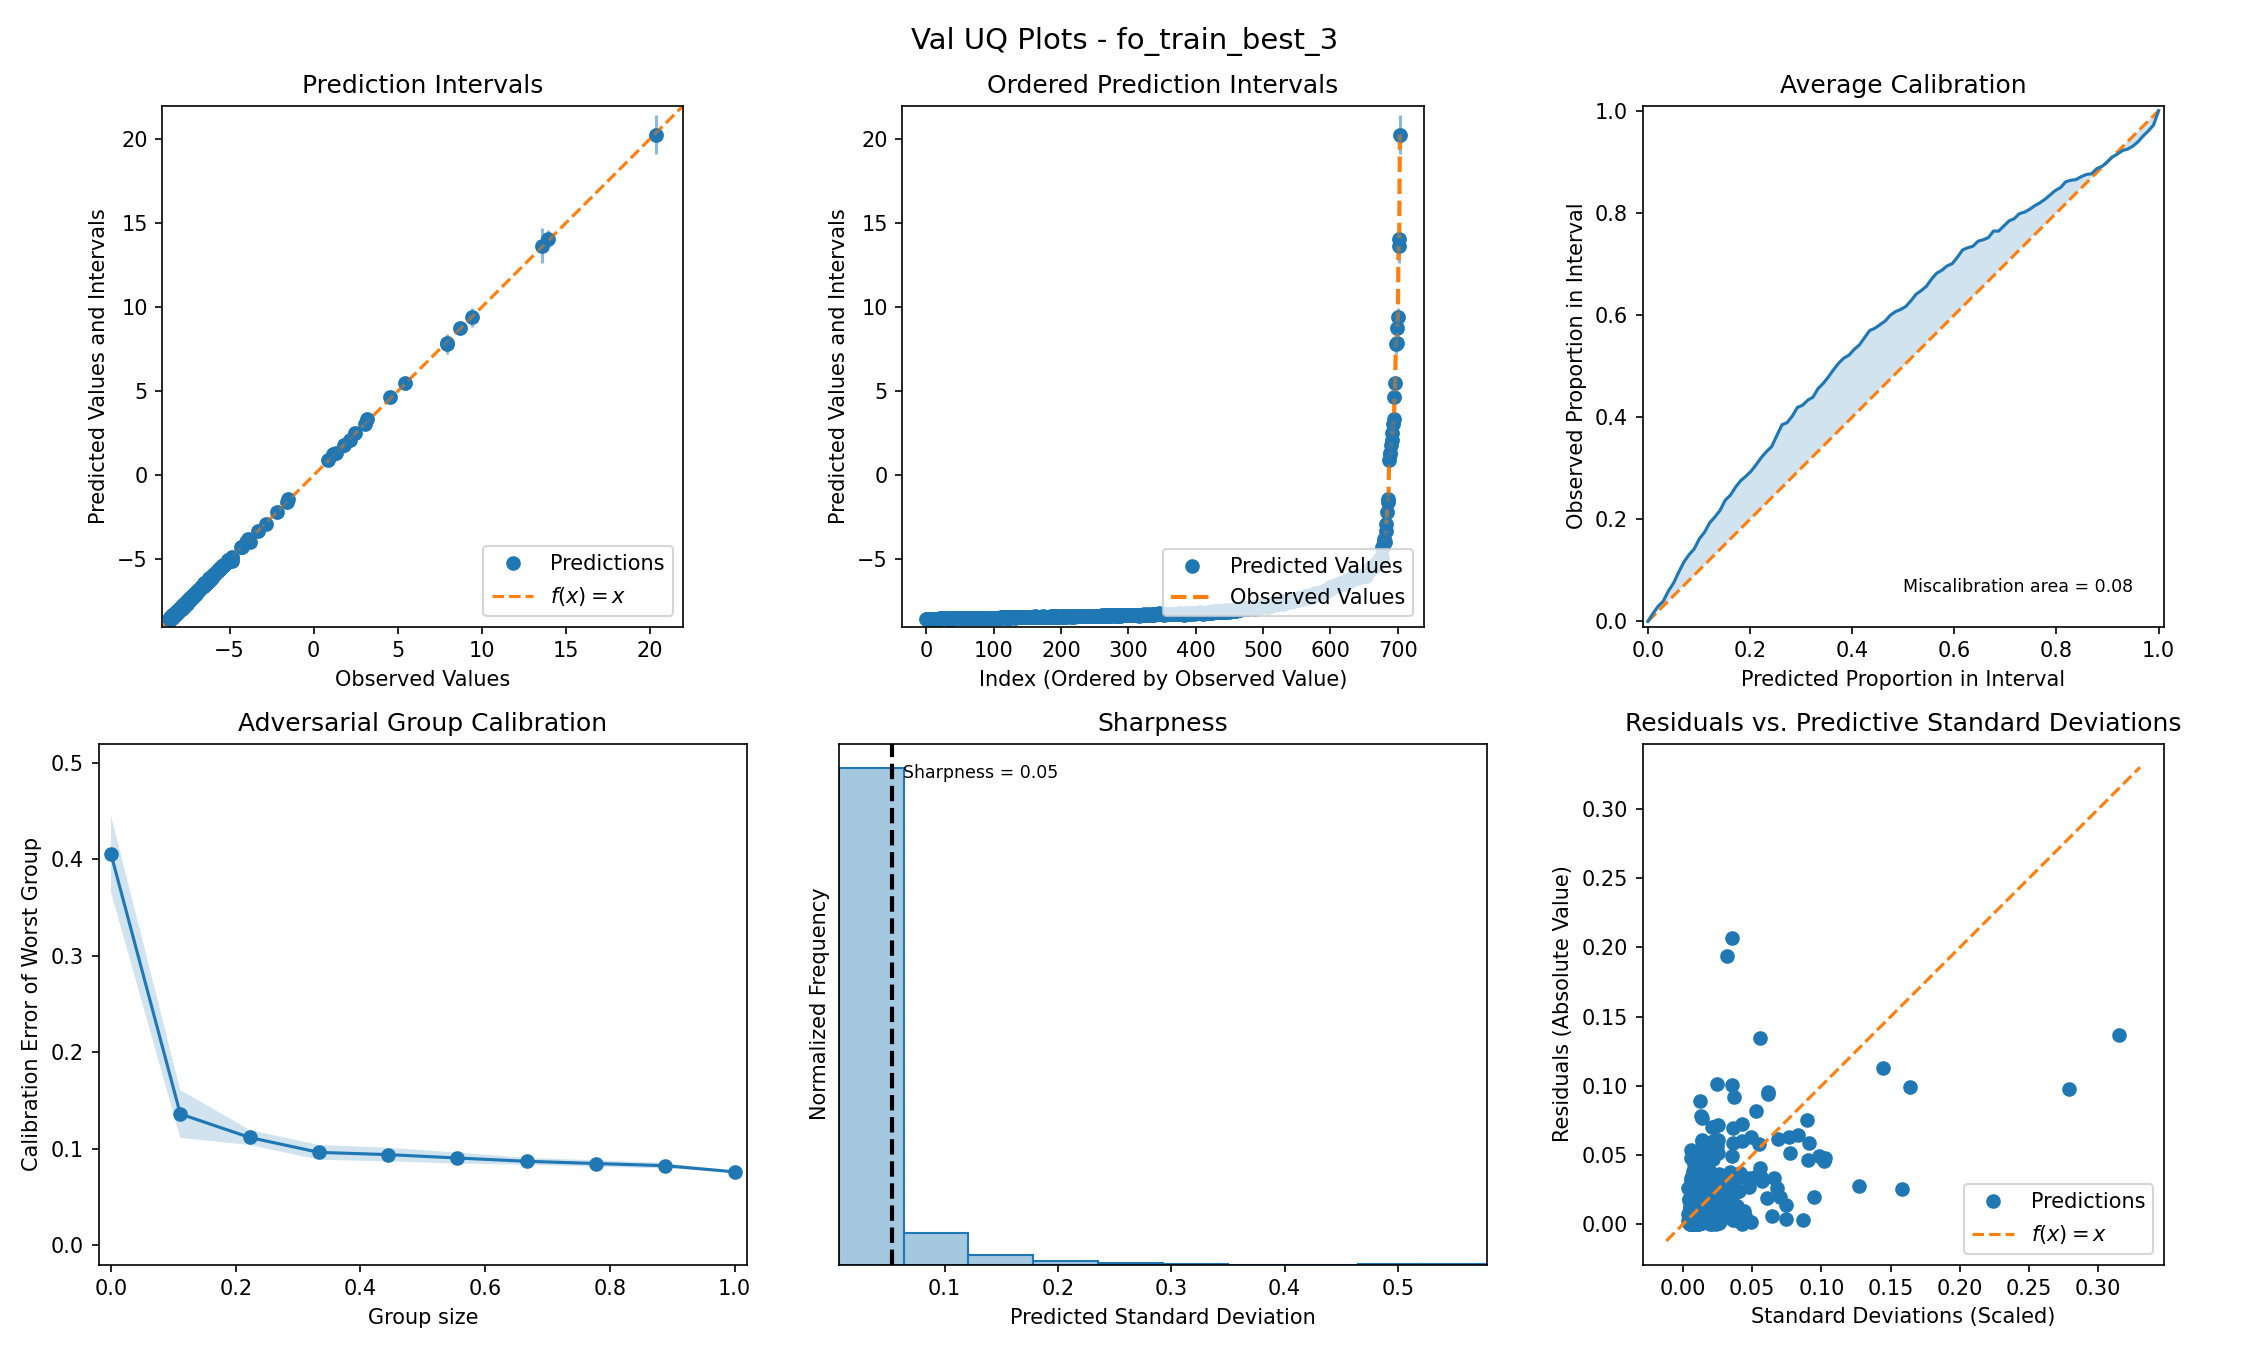 Val UQ Plots - fo_train_best_3
Prediction Intervals
Predicted Values and Intervals
20
15
10
5
0
−5
−5
0
5
10
15
20
Observed Values
Predictions
f(x) = x
Ordered Prediction Intervals
Predicted Values and Intervals
20
15
10
5
0
−5
0
100
200
300
400
500
600
700
Index (Ordered by Observed Value)
Predicted Values
Observed Values
Average Calibration
Observed Proportion in Interval
1.0
0.8
0.6
0.4
0.2
0.0
0.0
0.2
0.4
0.6
0.8
1.0
Predicted Proportion in Interval
Miscalibration area = 0.08
Adversarial Group Calibration
Calibration Error of Worst Group
0.5
0.4
0.3
0.2
0.1
0.0
0.0
0.2
0.4
0.6
0.8
1.0
Group size
Sharpness
Normalized Frequency
Sharpness = 0.05
0.1
0.2
0.3
0.4
0.5
Predicted Standard Deviation
Residuals vs. Predictive Standard Deviations
Residuals (Absolute Value)
0.30
0.25
0.20
0.15
0.10
0.05
0.00
0.00
0.05
0.10
0.15
0.20
0.25
0.30
Standard Deviations (Scaled)
Predictions
f(x) = x